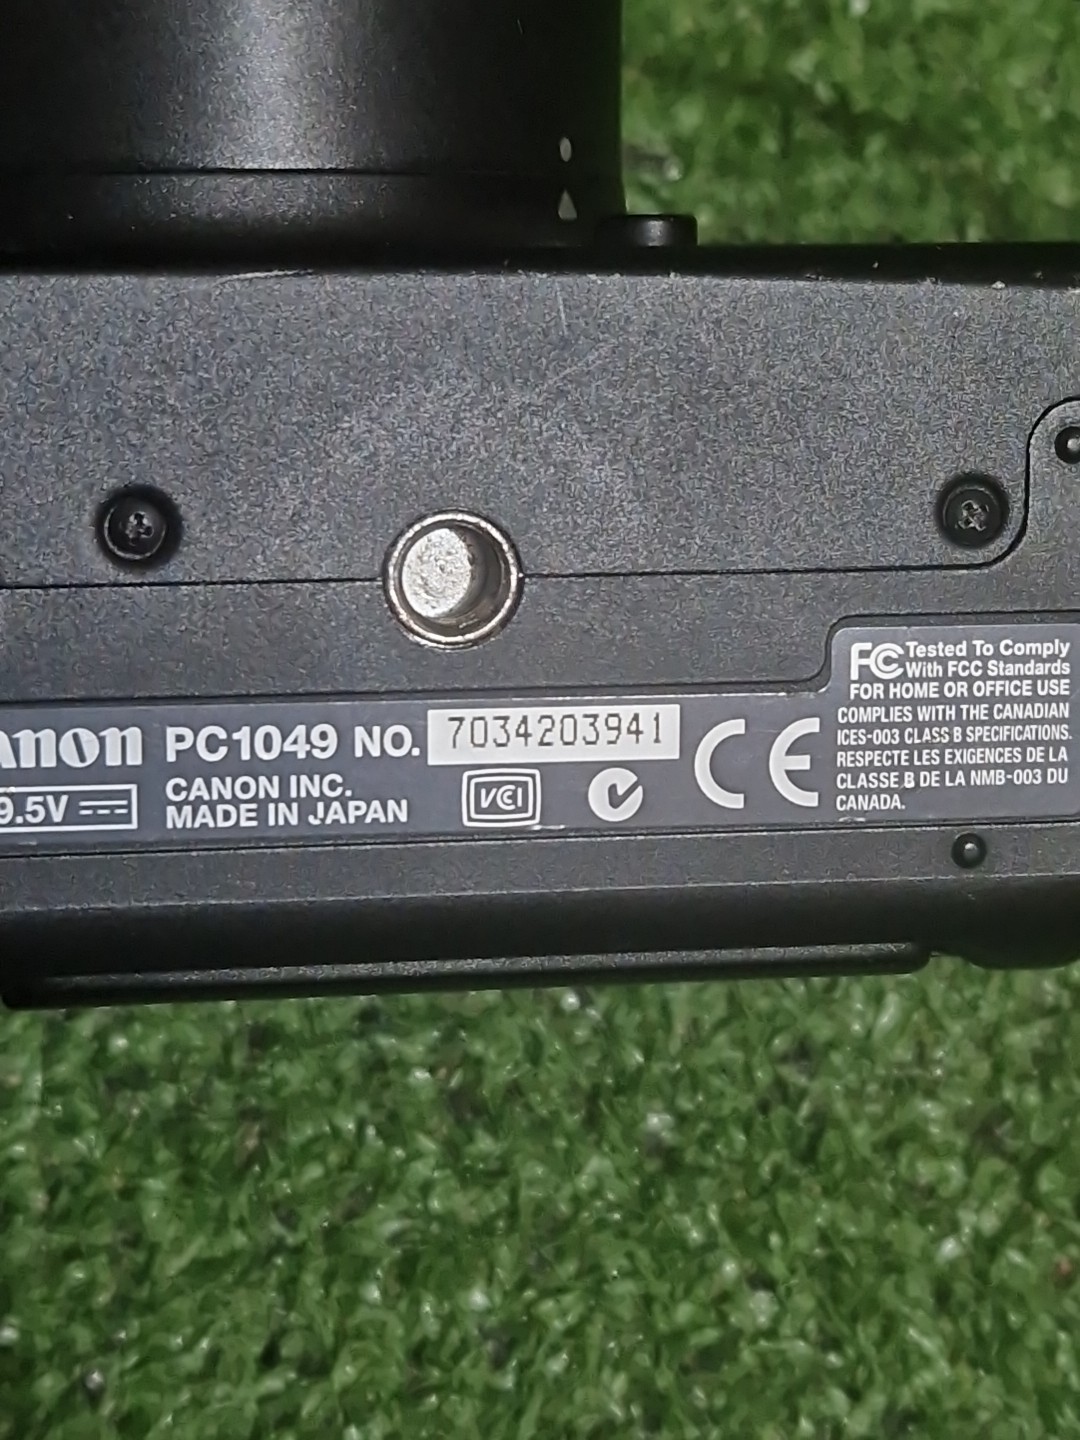 anon PC1049 NO. 7034203941
9.5V
CANON INC.
MADE IN JAPAN
VCI
CE
FC Tested To Comply
With FCC Standards
FOR HOME OR OFFICE USE
COMPLIES WITH THE CANADIAN
ICES-003 CLASS B SPECIFICATIONS.
RESPECTE LES EXIGENCES DE LA
CLASSE B DE LA NMB-003 DU
CANADA.